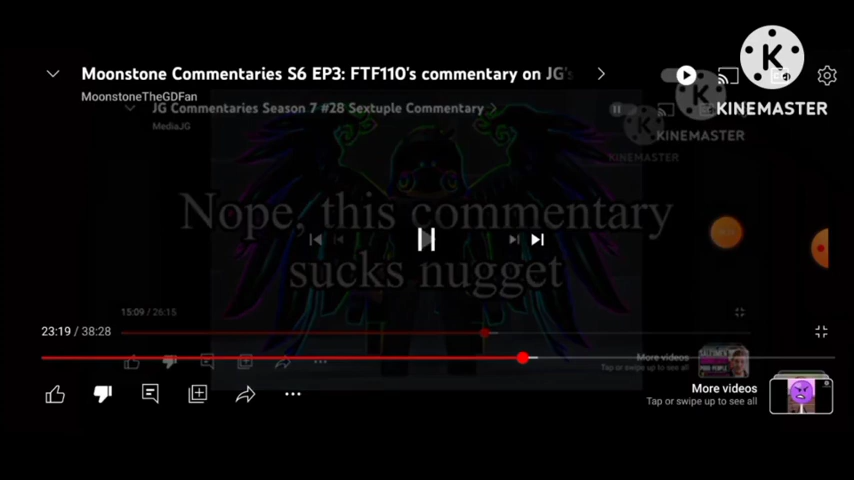 Moonstone Commentaries S6 EP3: FTF110's commentary on JG's
MoonstoneTheGDFan
K
KINEMASTER
JG Commentaries Season 7 #28 Sextuple Commentary
MediaJG
K
KINEMASTER
K
KINEMASTER
Nope, this commentary
sucks nugget
15:09 / 26:15
23:19 / 38:28
More videos
Tap or swipe up to see all
More videos
Tap or swipe up to see all